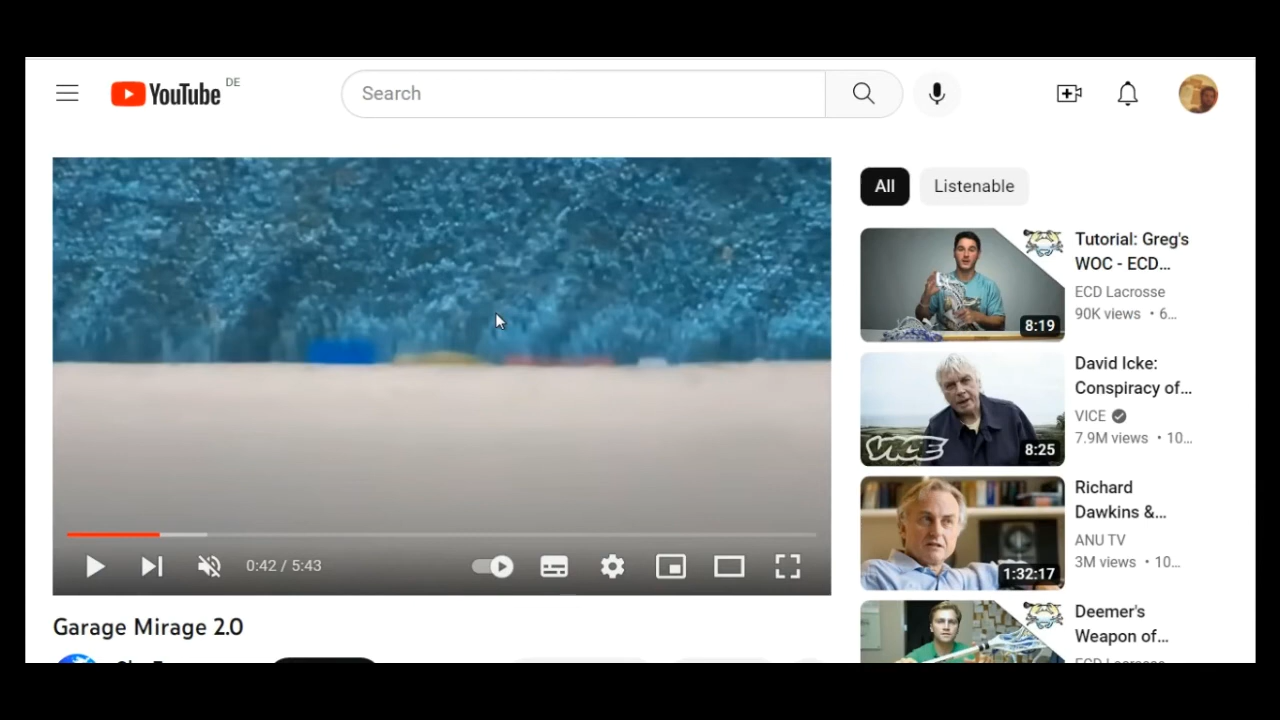 YouTube DE
Search
All
Listenable
Tutorial: Greg's
WOC - ECD...
ECD Lacrosse
90K views • 6...
8:19
David Icke:
Conspiracy of...
VICE
7.9M views • 10...
VICE
8:25
Richard
Dawkins &...
ANU TV
3M views • 10...
1:32:17
Deemer's
Weapon of...
0:42 / 5:43
Garage Mirage 2.0